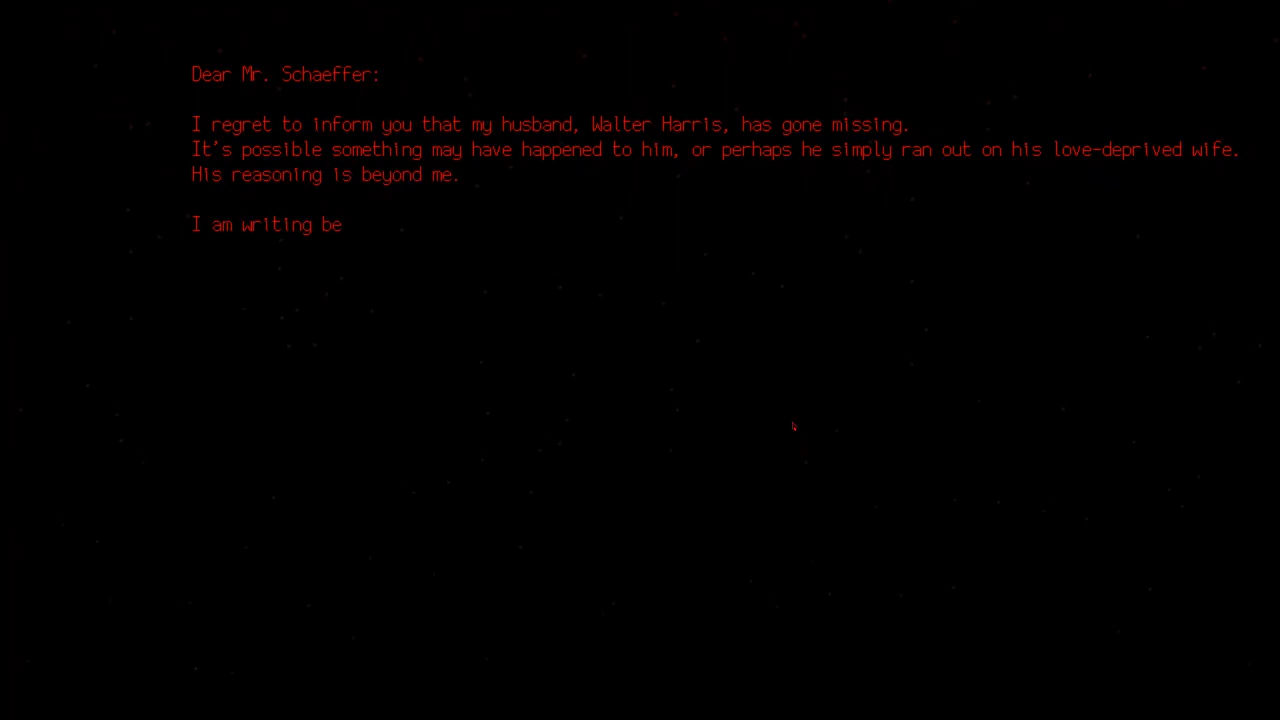 Dear Mr. Schaeffer:
I regret to inform you that my husband, Walter Harris, has gone missing.
It's possible something may have happened to him, or perhaps he simply ran out on his love-deprived wife.
His reasoning is beyond me.
I am writing be